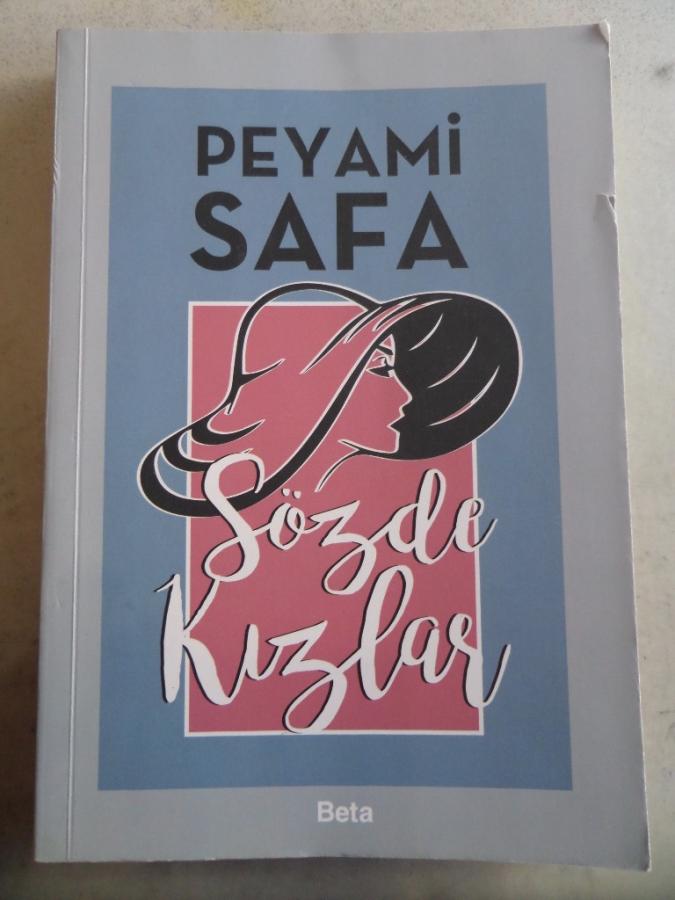 PEYAMİ
SAFA
Sözde
Kızlar
Beta